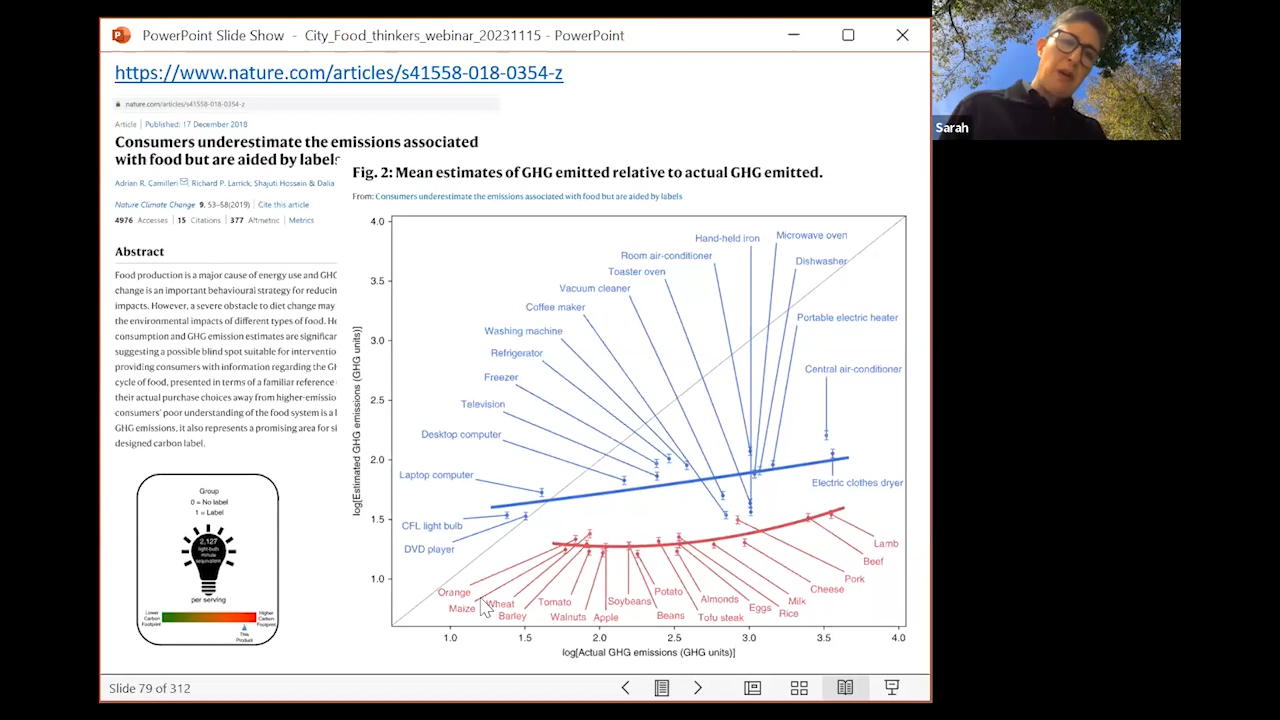 PowerPoint Slide Show - City_Food_thinkers_webinar_20231115 - PowerPoint
Sarah
https://www.nature.com/articles/s41558-018-0354-z
nature.com/articles/s41558-018-0354-z
Article | Published: 17 December 2018
Consumers underestimate the emissions associated
with food but are aided by labels
Adrian R. Camilleri, Richard P. Larrick, Shajuti Hossain & Dalia
Nature Climate Change 9, 53–58(2019) | Cite this article
4976 Accesses | 15 Citations | 377 Altmetric | Metrics
Abstract
Food production is a major cause of energy use and GHG
change is an important behavioural strategy for reducin
impacts. However, a severe obstacle to diet change may
the environmental impacts of different types of food. He
consumption and GHG emission estimates are significan
suggesting a possible blind spot suitable for interventio
providing consumers with information regarding the GH
cycle of food, presented in terms of a familiar reference
their actual purchase choices away from higher-emissio
consumers' poor understanding of the food system is a b
GHG emissions, it also represents a promising area for si
designed carbon label.
Group
0 = No label
1 = Label
2,127
light-bulb
minute
equivalents
per serving
Lower
Carbon
Footprint
Higher
Carbon
Footprint
This
Product
Fig. 2: Mean estimates of GHG emitted relative to actual GHG emitted.
From: Consumers underestimate the emissions associated with food but are aided by labels
log[Estimated GHG emissions (GHG units)]
4.0
3.5
3.0
2.5
2.0
1.5
1.0
Hand-held iron
Microwave oven
Room air-conditioner
Dishwasher
Toaster oven
Vacuum cleaner
Coffee maker
Portable electric heater
Washing machine
Refrigerator
Central air-conditioner
Freezer
Television
Desktop computer
Laptop computer
Electric clothes dryer
CFL light bulb
DVD player
Lamb
Beef
Pork
Cheese
Orange
Potato
Almonds
Milk
Maize
Wheat
Tomato
Soybeans
Eggs
Rice
Barley
Walnuts
Apple
Beans
Tofu steak
1.0 1.5 2.0 2.5 3.0 3.5 4.0
log[Actual GHG emissions (GHG units)]
Slide 79 of 312